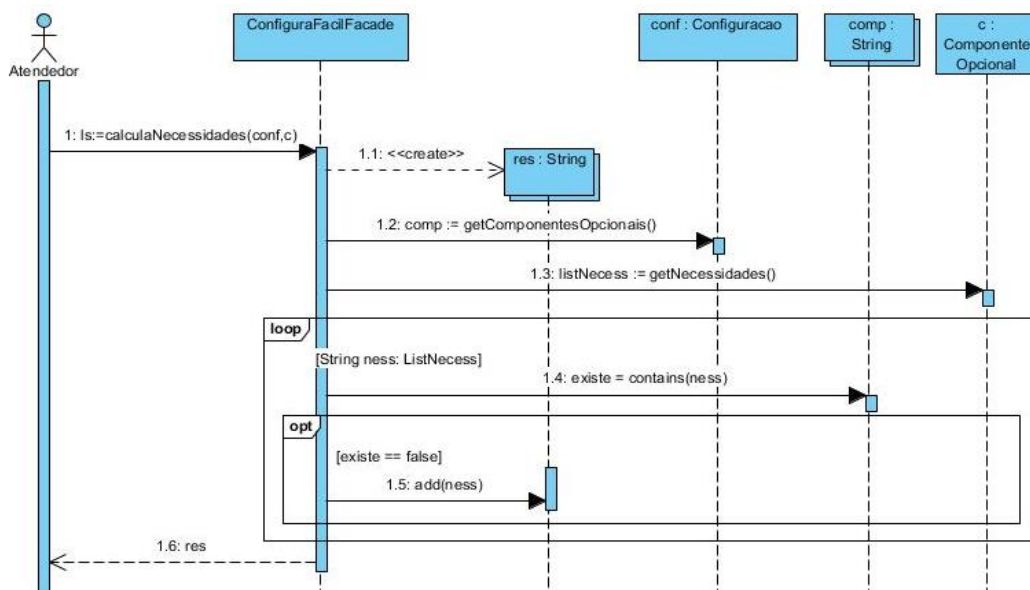 ConfiguraFacilFacade
conf : Configuracao
comp :
String
c :
Componente
Opcional
Atendedor
1: ls:=calculaNecessidades(conf,c)
1.1: <<create>>
res : String
1.2: comp := getComponentesOpcionais()
1.3: listNecess := getNecessidades()
loop
[String ness: ListNecess]
1.4: existe = contains(ness)
opt
[existe == false]
1.5: add(ness)
1.6: res